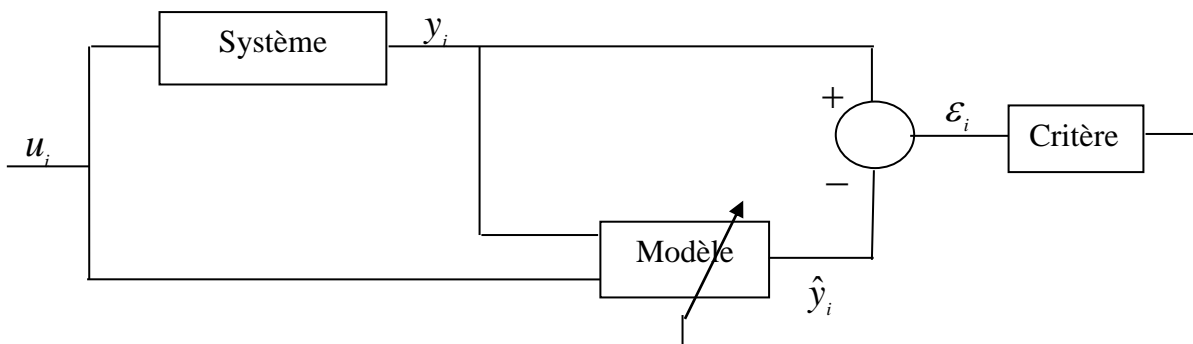 Système
y_i
+
ε_i
u_i
Critère
−
Modèle
ŷ_i